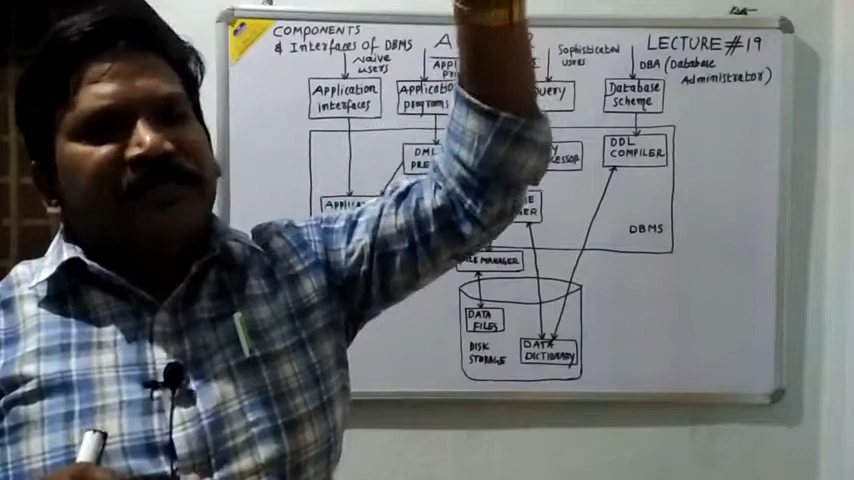 COMPONENTS
& Interfaces of DBMS
LECTURE #19
Naive
users
Sophisticated
users
DBA (Database
Administrator)
Application
interfaces
Application
programs
Database
Scheme
DML
DDL
COMPILER
DBMS
DATA
FILES
DISK
STORAGE
DATA
DICTIONARY